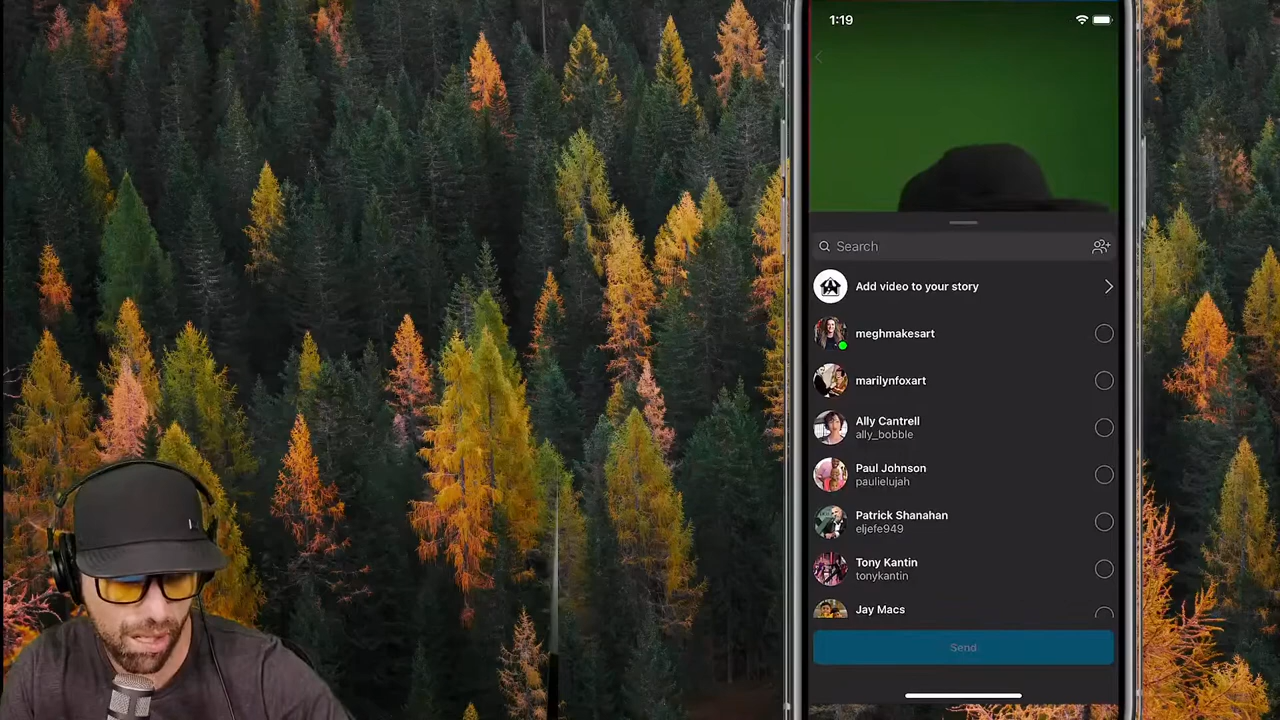 1:19
Search
Add video to your story
meghmakesart
marilynfoxart
Ally Cantrell
ally_bobble
Paul Johnson
paulielujah
Patrick Shanahan
eljefe949
Tony Kantin
tonykantin
Jay Macs
Send